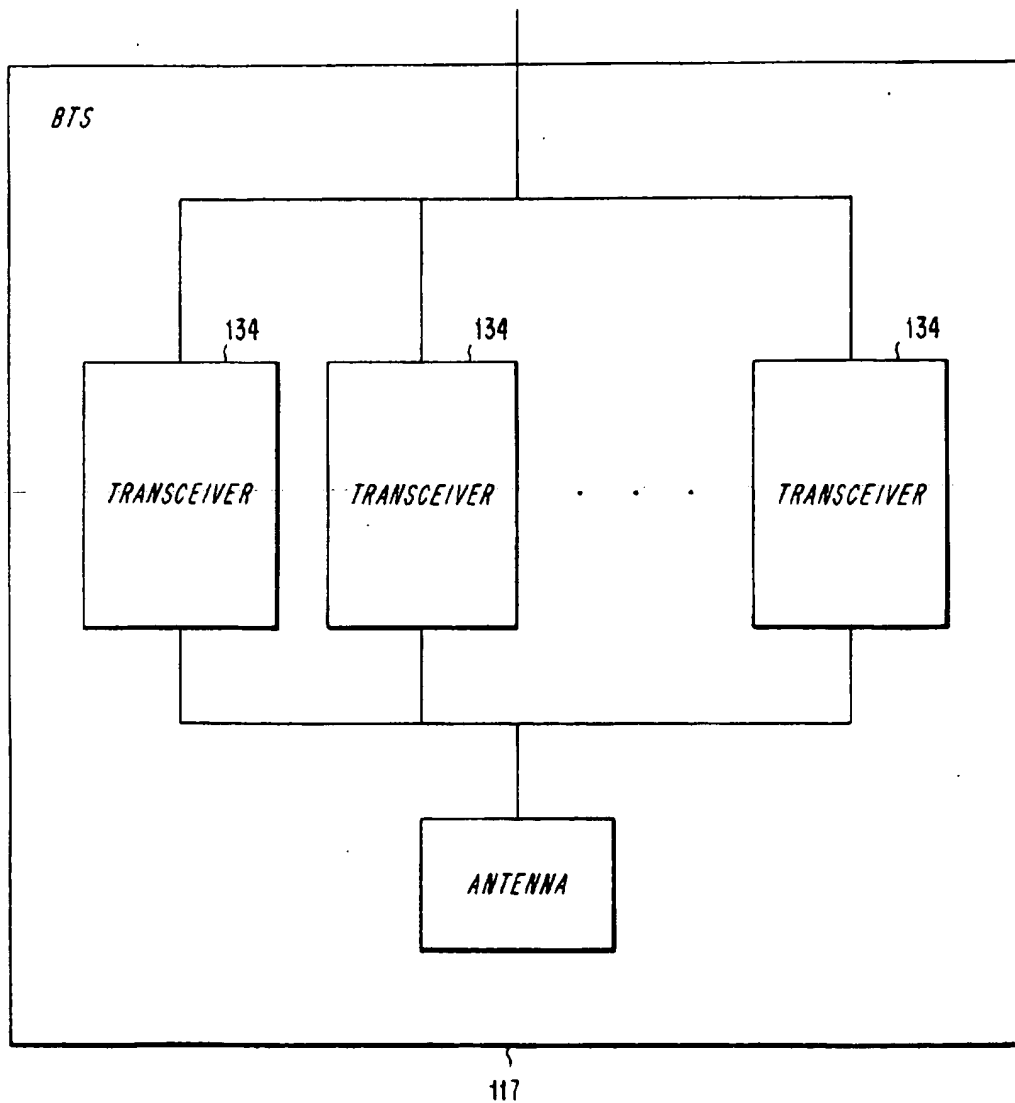 BTS
134 134 134
TRANSCEIVER TRANSCEIVER . . . TRANSCEIVER
ANTENNA
117